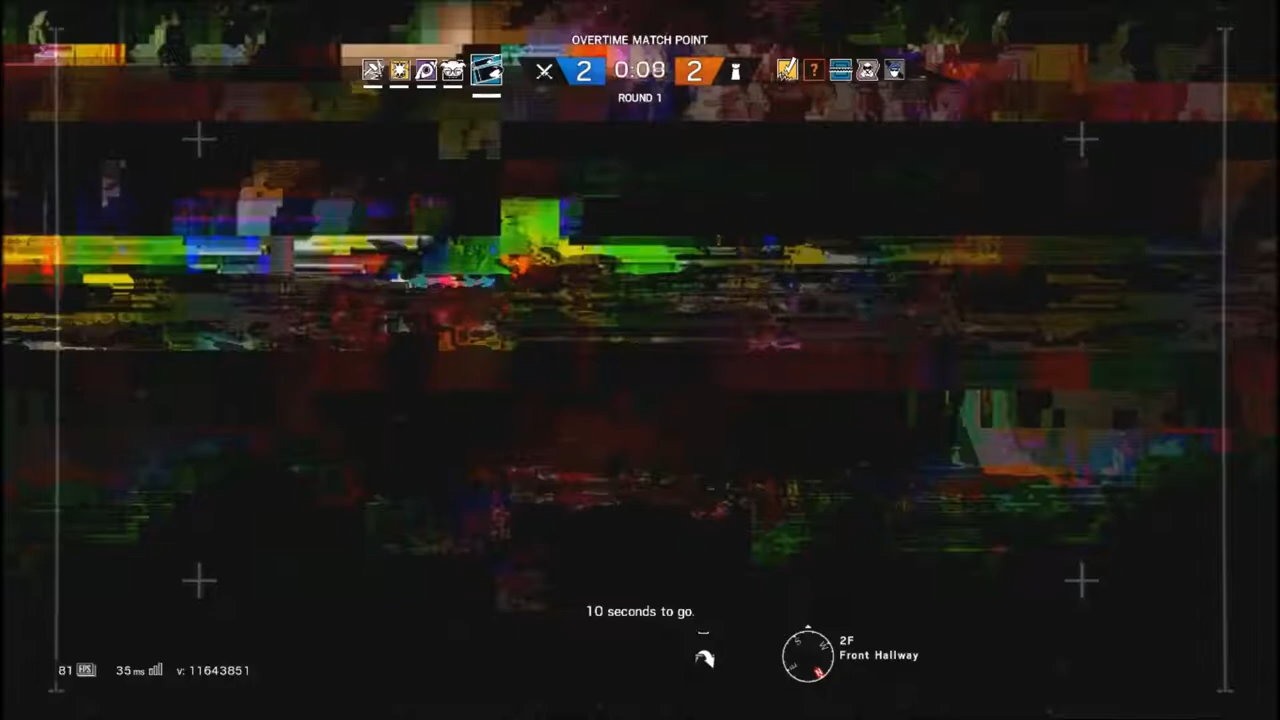 OVERTIME MATCH POINT
2 0:09 2
?
ROUND 1
10 seconds to go.
S W E N
2F
Front Hallway
81 FPS 35 ms v: 11643851